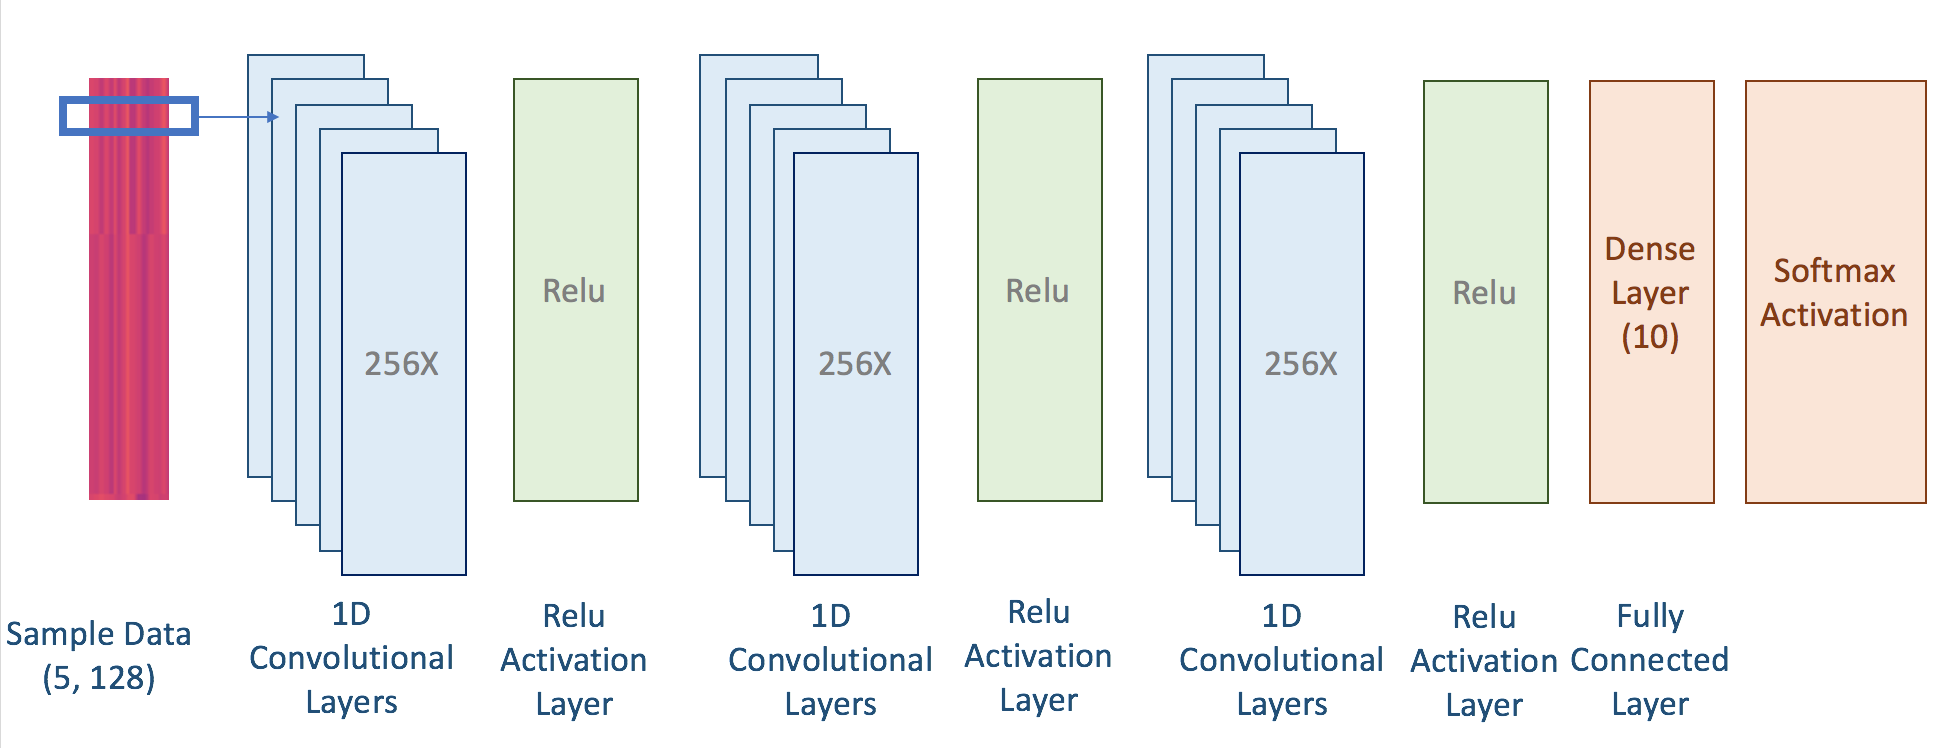 256X
Relu
256X
Relu
256X
Relu
Dense
Layer
(10)
Softmax
Activation
Sample Data
(5, 128)
1D
Convolutional
Layers
Relu
Activation
Layer
1D
Convolutional
Layers
Relu
Activation
Layer
1D
Convolutional
Layers
Relu
Activation
Layer
Fully
Connected
Layer